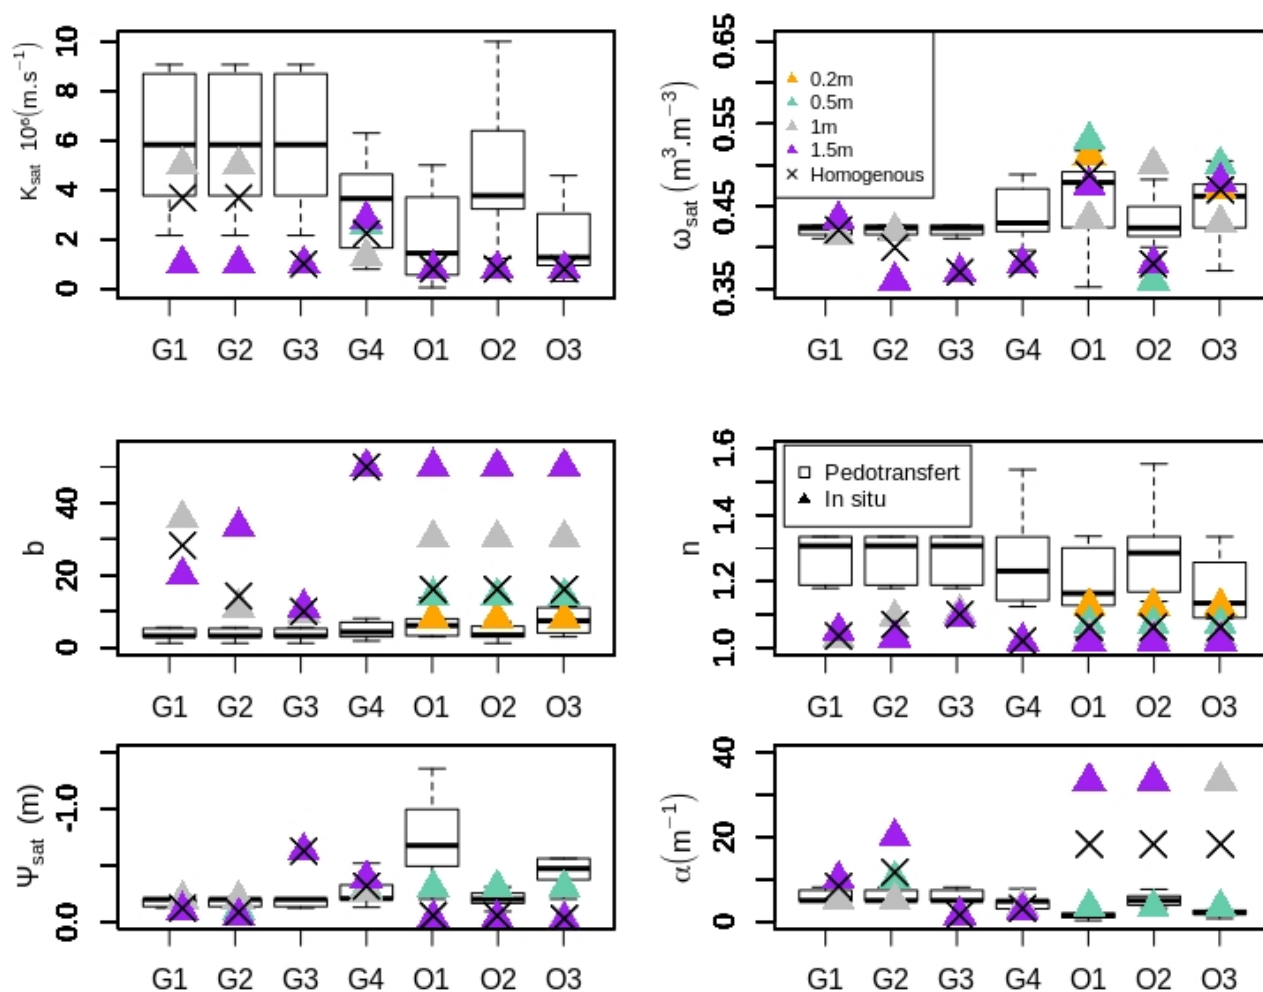 K_sat 10⁶(m.s⁻¹)
10
8
6
4
2
0
G1 G2 G3 G4 O1 O2 O3
ω_sat (m³.m⁻³)
0.65
0.55
0.45
0.35
0.2m
0.5m
1m
1.5m
Homogenous
G1 G2 G3 G4 O1 O2 O3
b
40
20
0
G1 G2 G3 G4 O1 O2 O3
n
1.6
1.4
1.2
1.0
Pedotransfert
In situ
G1 G2 G3 G4 O1 O2 O3
Ψ_sat (m)
-1.0
0.0
G1 G2 G3 G4 O1 O2 O3
α(m⁻¹)
40
20
0
G1 G2 G3 G4 O1 O2 O3